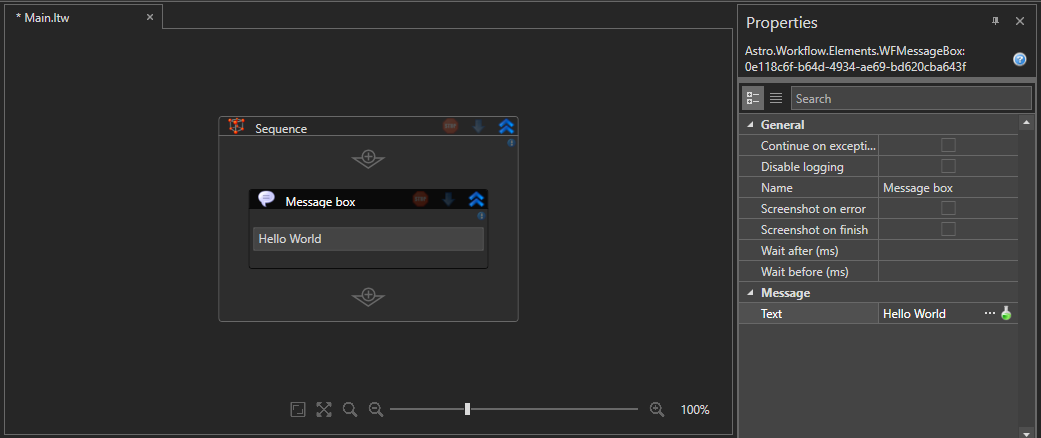 * Main.ltw
Properties
Astro.Workflow.Elements.WFMessageBox:
0e118c6f-b64d-4934-ae69-bd620cba643f
Search
Sequence
Message box
Hello World
100%
General
Continue on excepti...
Disable logging
Name Message box
Screenshot on error
Screenshot on finish
Wait after (ms)
Wait before (ms)
Message
Text Hello World ...